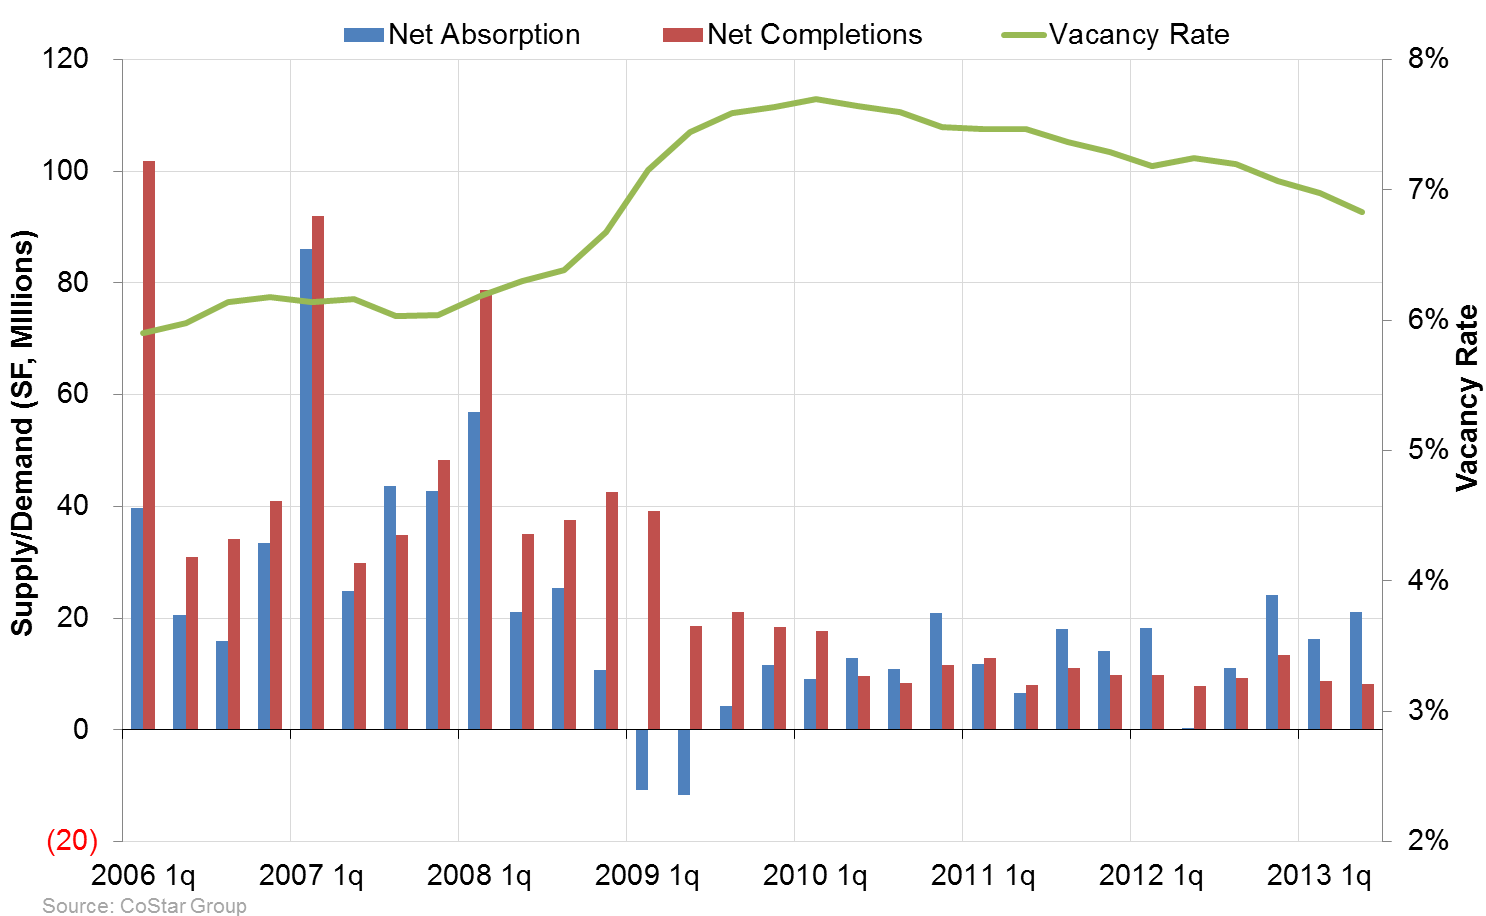 Net Absorption Net Completions Vacancy Rate
120 8%
100
7%
80
6%
60
5%
40
4%
20
3%
0
(20) 2%
Supply/Demand (SF, MIllions)
Vacancy Rate
2006 1q 2007 1q 2008 1q 2009 1q 2010 1q 2011 1q 2012 1q 2013 1q
Source: CoStar Group